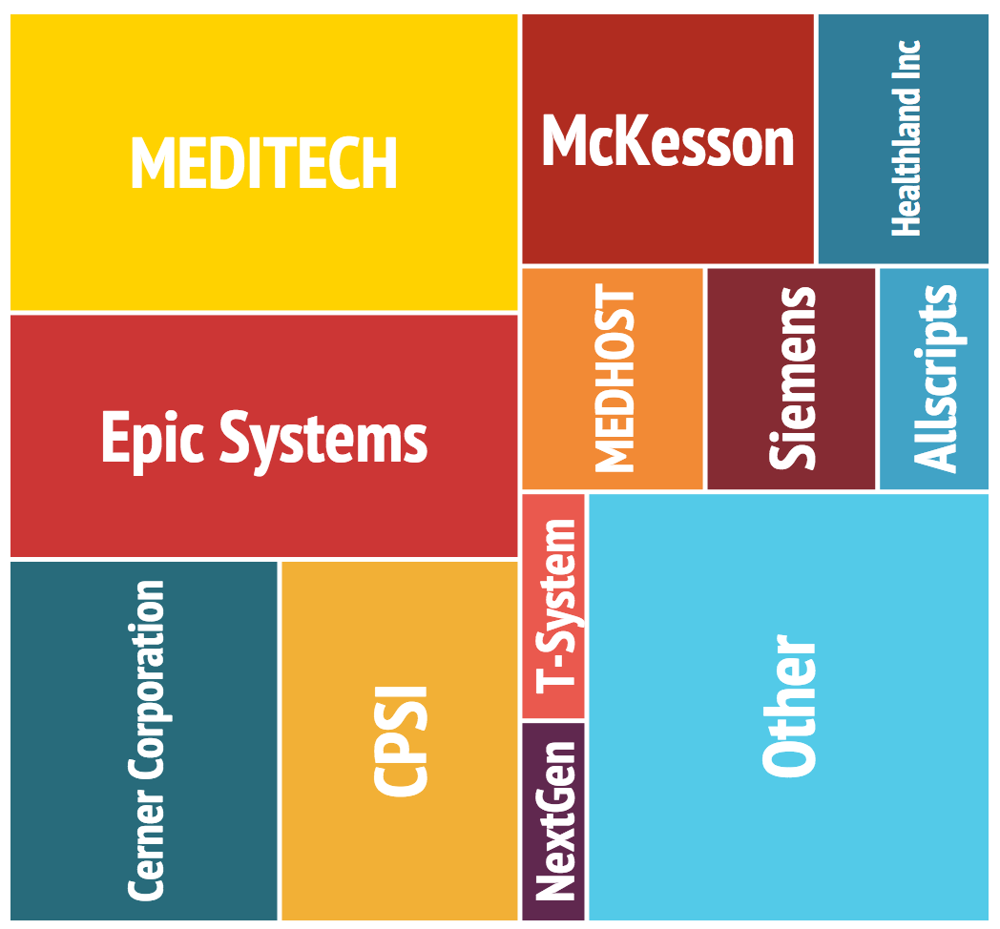 MEDITECH
McKesson
Healthland Inc
Epic Systems
MEDHOST
Siemens
Allscripts
Cerner Corporation
CPSI
T-System
NextGen
Other